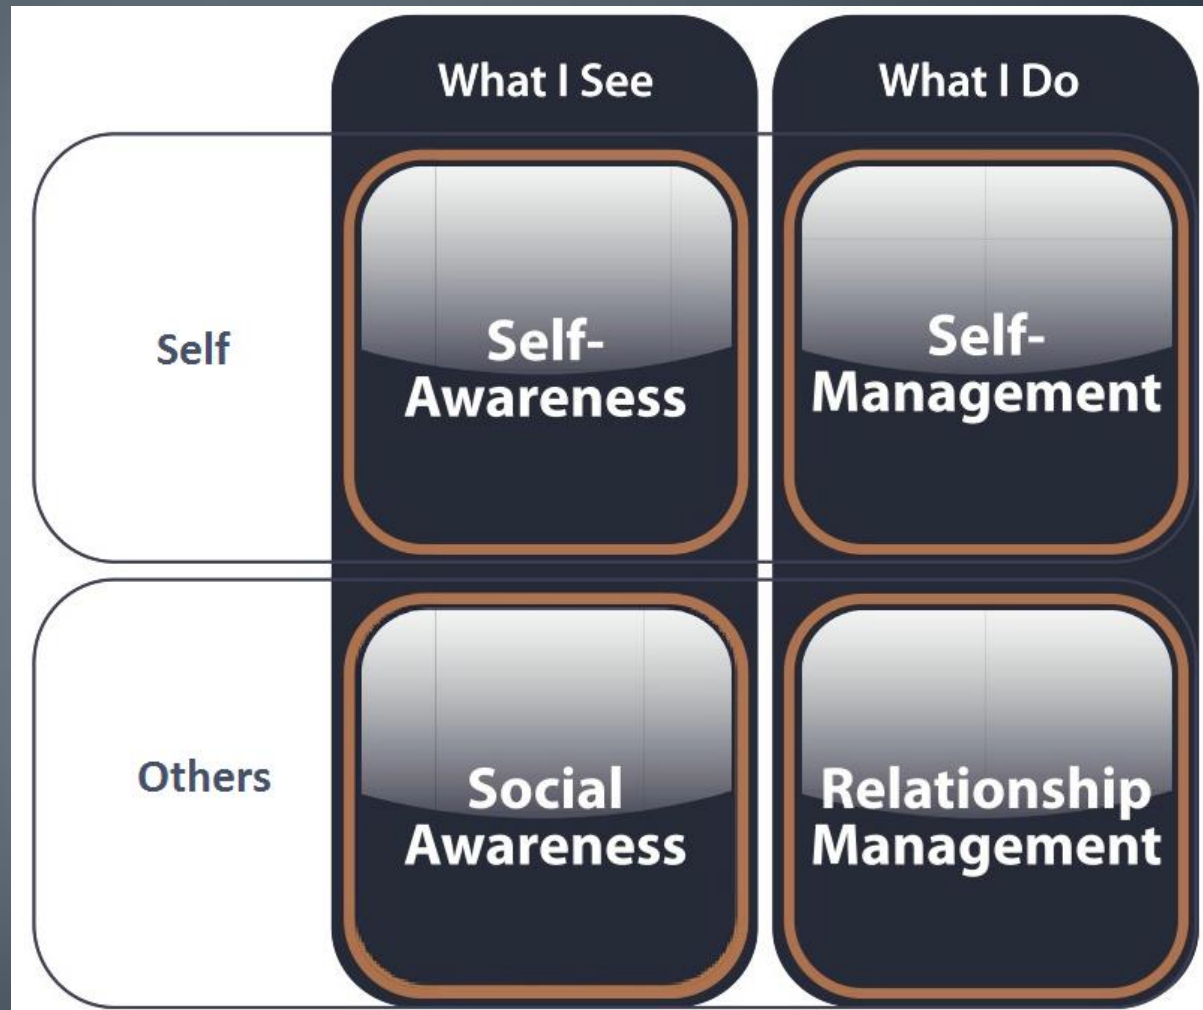 What I See
What I Do
Self
Self-
Awareness
Self-
Management
Others
Social
Awareness
Relationship
Management